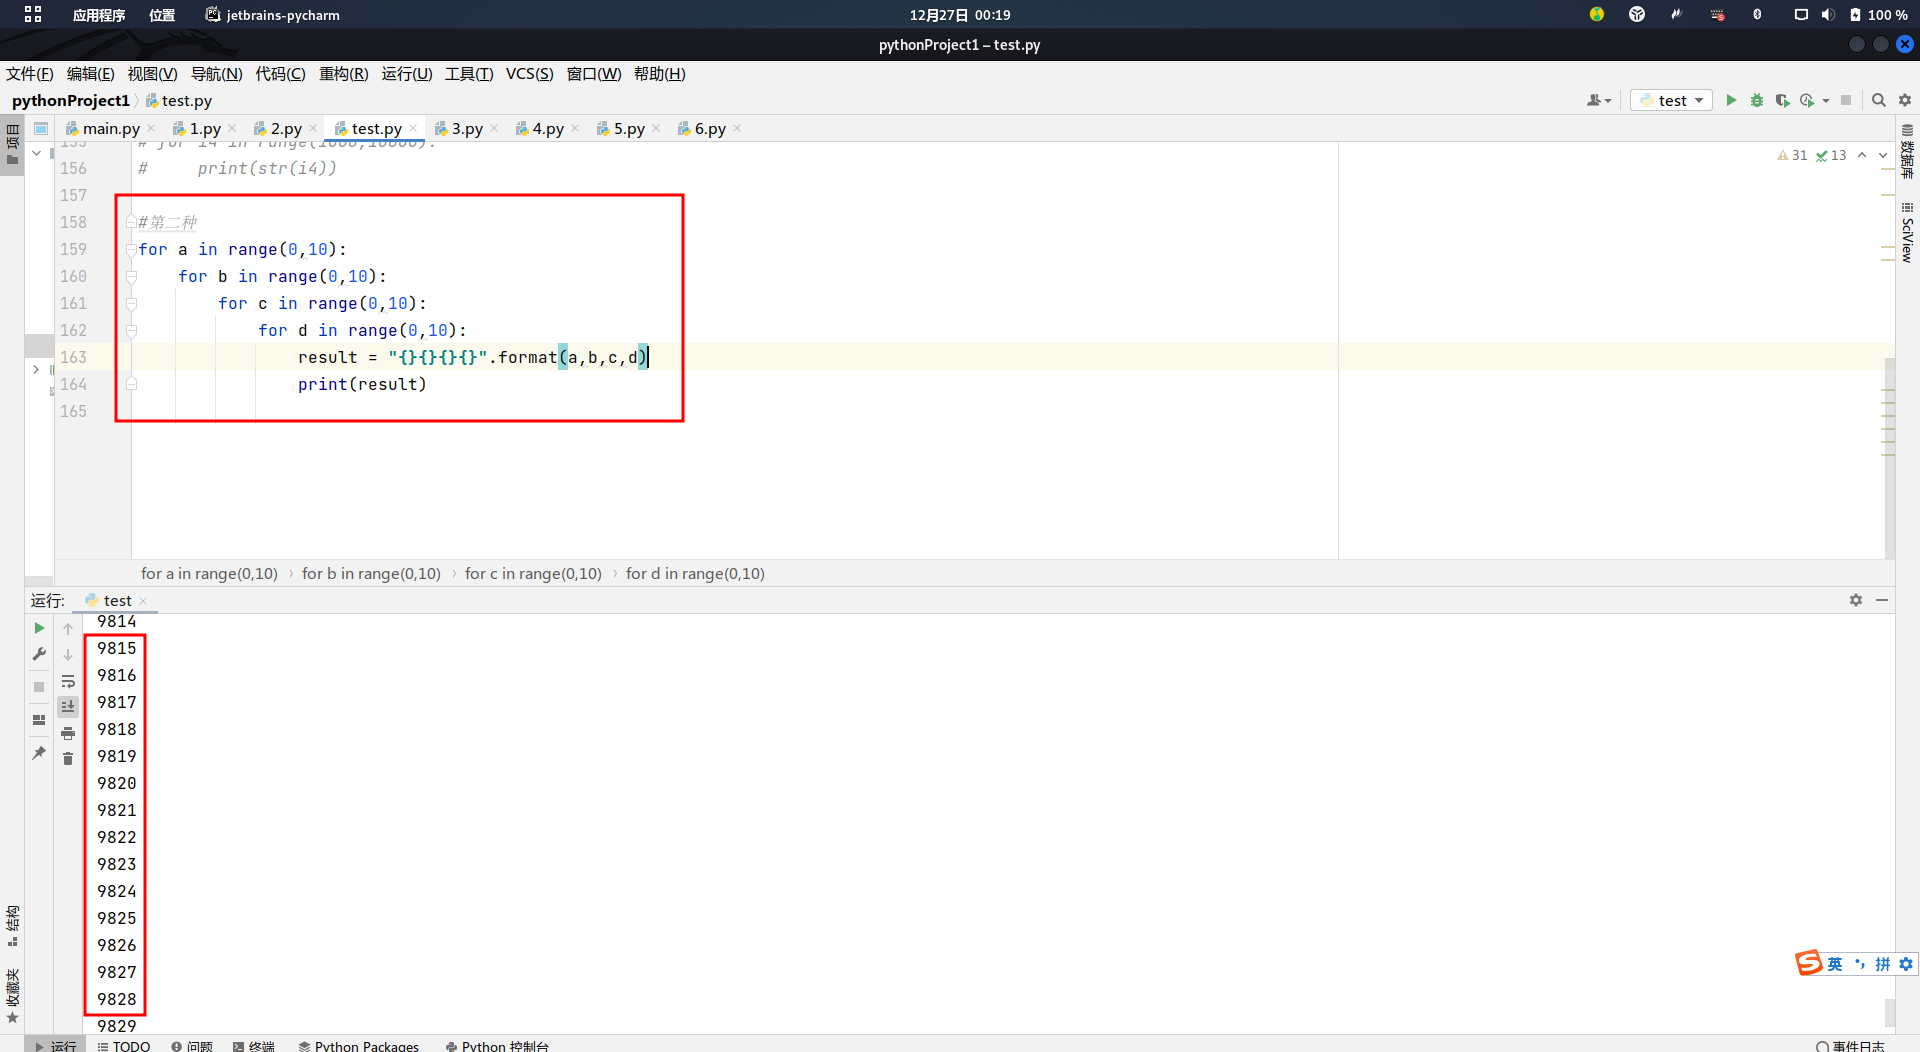 应用程序 位置 jetbrains-pycharm 12月27日 00:19 100 %
pythonProject1 – test.py
文件(F) 编辑(E) 视图(V) 导航(N) 代码(C) 重构(R) 运行(U) 工具(T) VCS(S) 窗口(W) 帮助(H)
pythonProject1 test.py test
项目 main.py 1.py 2.py test.py 3.py 4.py 5.py 6.py 数据库
31 13
156 # print(str(i4))
157
158 #第二种
159 for a in range(0,10):
160 for b in range(0,10):
161 for c in range(0,10):
162 for d in range(0,10):
163 result = "{}{}{}{}".format(a,b,c,d)
164 print(result)
165
SciView
for a in range(0,10) › for b in range(0,10) › for c in range(0,10) › for d in range(0,10)
运行: test
9814
9815
9816
9817
9818
9819
9820
9821
9822
9823
9824
9825
9826
9827
9828
9829
结构
收藏夹
S 英 拼
运行 TODO 问题 终端 Python Packages Python 控制台 事件日志